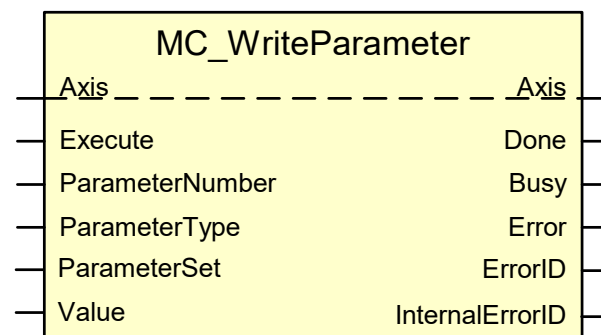 MC_WriteParameter
Axis Axis
Execute Done
ParameterNumber Busy
ParameterType Error
ParameterSet ErrorID
Value InternalErrorID